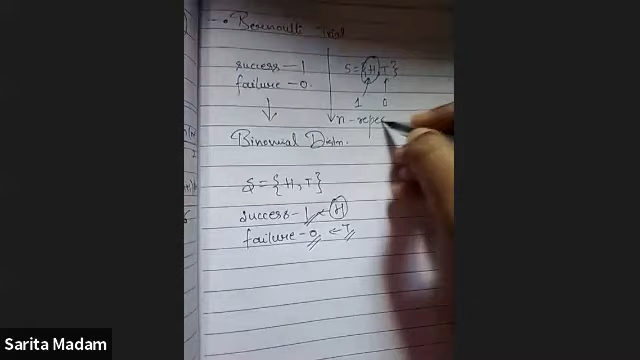 • Bernoulli Trial
success - 1
failure - 0.
S = {H, T}
1 0
n - repe
Binomial Distn.
S = {H, T}
success - 1 ← H
failure - 0 ← T
Sarita Madam